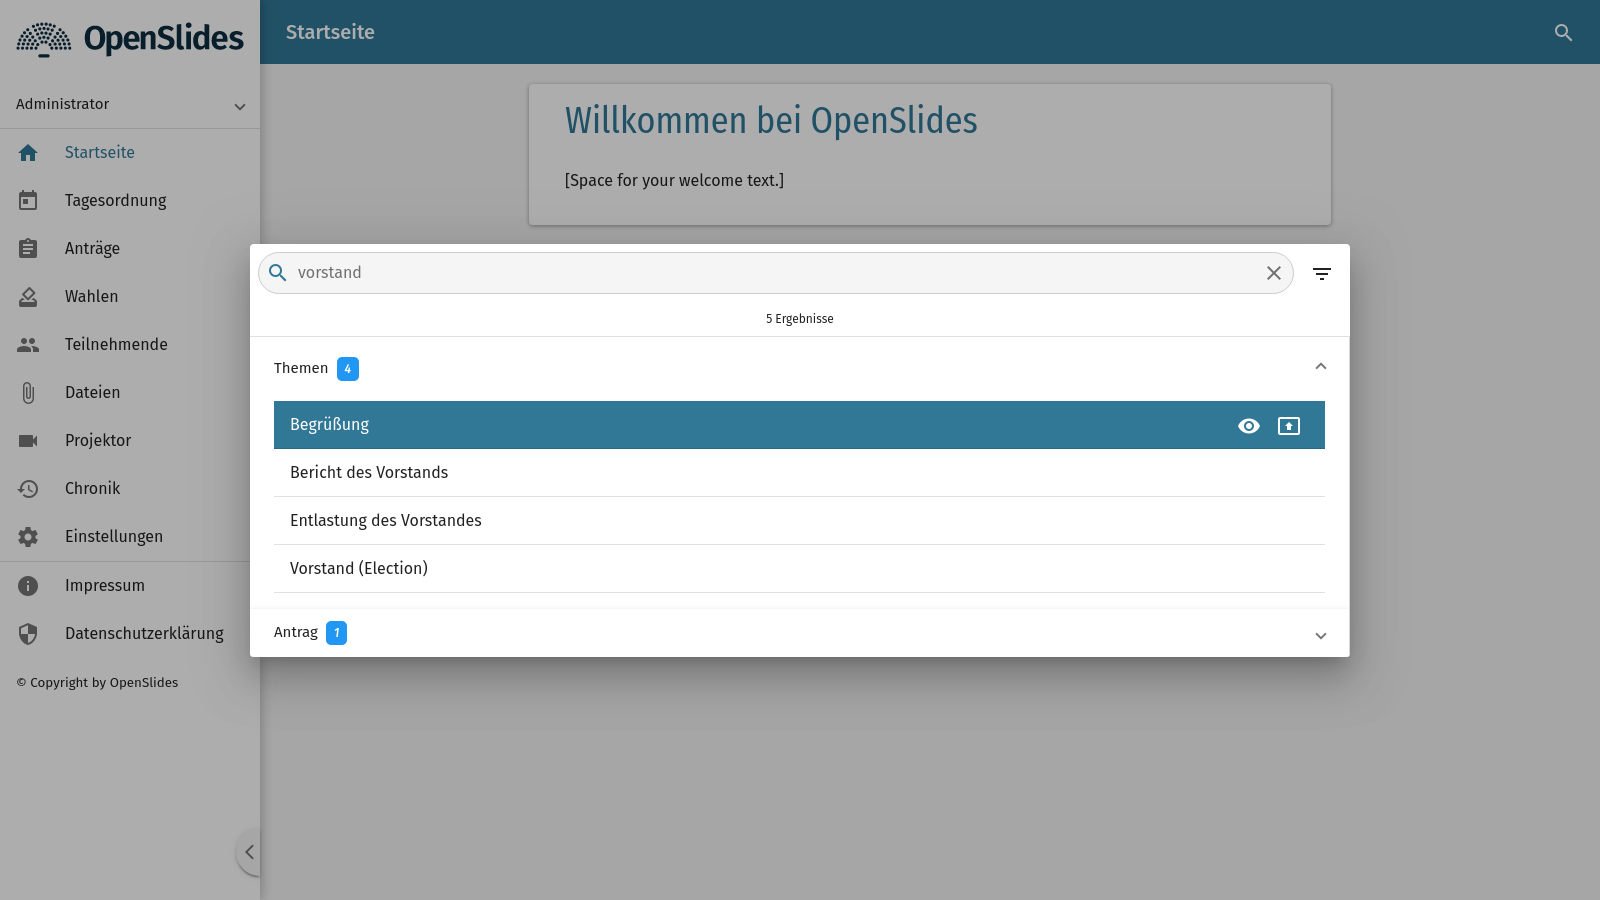 OpenSlides
Startseite
Administrator
Startseite
Tagesordnung
Anträge
Wahlen
Teilnehmende
Dateien
Projektor
Chronik
Einstellungen
Impressum
Datenschutzerklärung
© Copyright by OpenSlides
Willkommen bei OpenSlides
[Space for your welcome text.]
vorstand
5 Ergebnisse
Themen 4
Begrüßung
Bericht des Vorstands
Entlastung des Vorstandes
Vorstand (Election)
Antrag 1